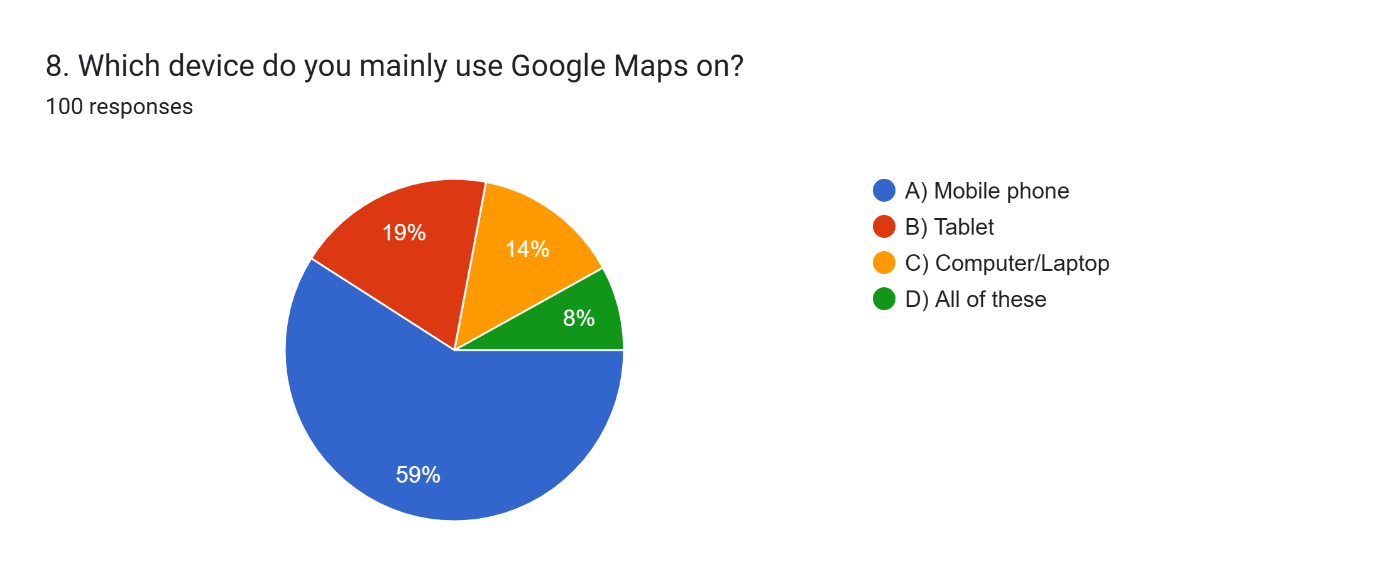 8. Which device do you mainly use Google Maps on?
100 responses
19%
14%
8%
59%
A) Mobile phone
B) Tablet
C) Computer/Laptop
D) All of these